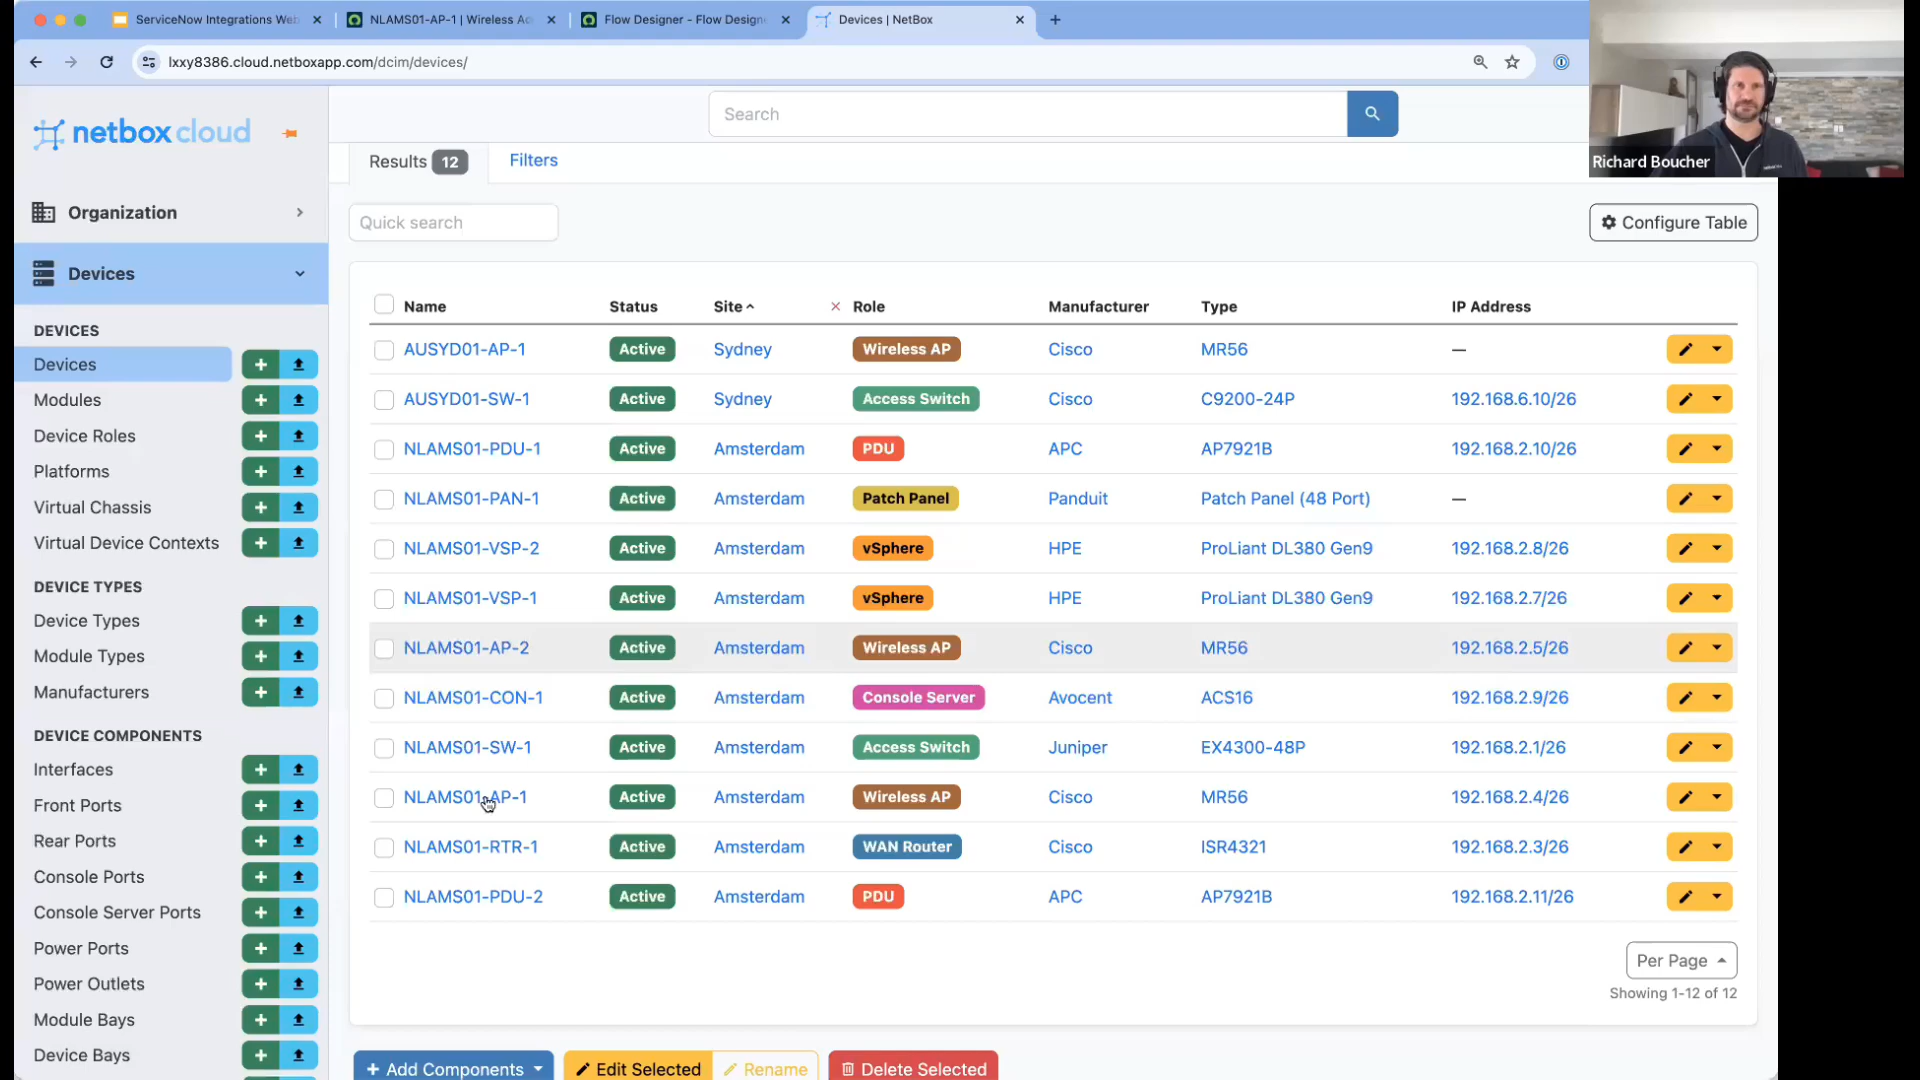 ServiceNow Integrations Web
NLAMS01-AP-1 | Wireless Ac
Flow Designer - Flow Design
Devices | NetBox
lxxy8386.cloud.netboxapp.com/dcim/devices/
netbox cloud
Search
Richard Boucher
Results 12
Filters
Quick search
Configure Table
Organization
Devices
DEVICES
Devices
Modules
Device Roles
Platforms
Virtual Chassis
Virtual Device Contexts
DEVICE TYPES
Device Types
Module Types
Manufacturers
DEVICE COMPONENTS
Interfaces
Front Ports
Rear Ports
Console Ports
Console Server Ports
Power Ports
Power Outlets
Module Bays
Device Bays
Name Status Site Role Manufacturer Type IP Address
AUSYD01-AP-1 Active Sydney Wireless AP Cisco MR56 —
AUSYD01-SW-1 Active Sydney Access Switch Cisco C9200-24P 192.168.6.10/26
NLAMS01-PDU-1 Active Amsterdam PDU APC AP7921B 192.168.2.10/26
NLAMS01-PAN-1 Active Amsterdam Patch Panel Panduit Patch Panel (48 Port) —
NLAMS01-VSP-2 Active Amsterdam vSphere HPE ProLiant DL380 Gen9 192.168.2.8/26
NLAMS01-VSP-1 Active Amsterdam vSphere HPE ProLiant DL380 Gen9 192.168.2.7/26
NLAMS01-AP-2 Active Amsterdam Wireless AP Cisco MR56 192.168.2.5/26
NLAMS01-CON-1 Active Amsterdam Console Server Avocent ACS16 192.168.2.9/26
NLAMS01-SW-1 Active Amsterdam Access Switch Juniper EX4300-48P 192.168.2.1/26
NLAMS01-AP-1 Active Amsterdam Wireless AP Cisco MR56 192.168.2.4/26
NLAMS01-RTR-1 Active Amsterdam WAN Router Cisco ISR4321 192.168.2.3/26
NLAMS01-PDU-2 Active Amsterdam PDU APC AP7921B 192.168.2.11/26
Per Page
Showing 1-12 of 12
+ Add Components
Edit Selected
Rename
Delete Selected